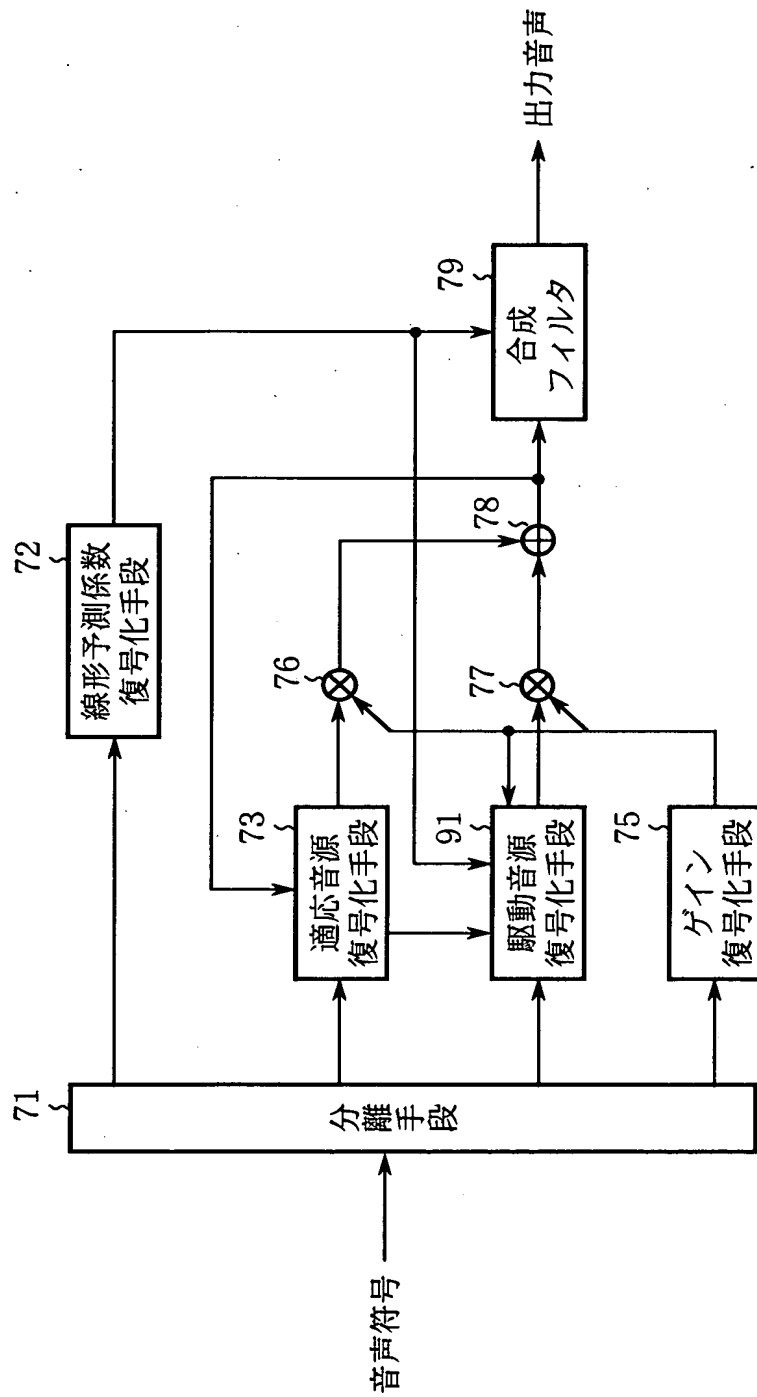 音声符号
71
分離手段
72
線形予測係数
復号化手段
73
適応音源
復号化手段
91
駆動音源
復号化手段
75
ゲイン
復号化手段
76
77
78
79
合成
フィルタ
出力音声